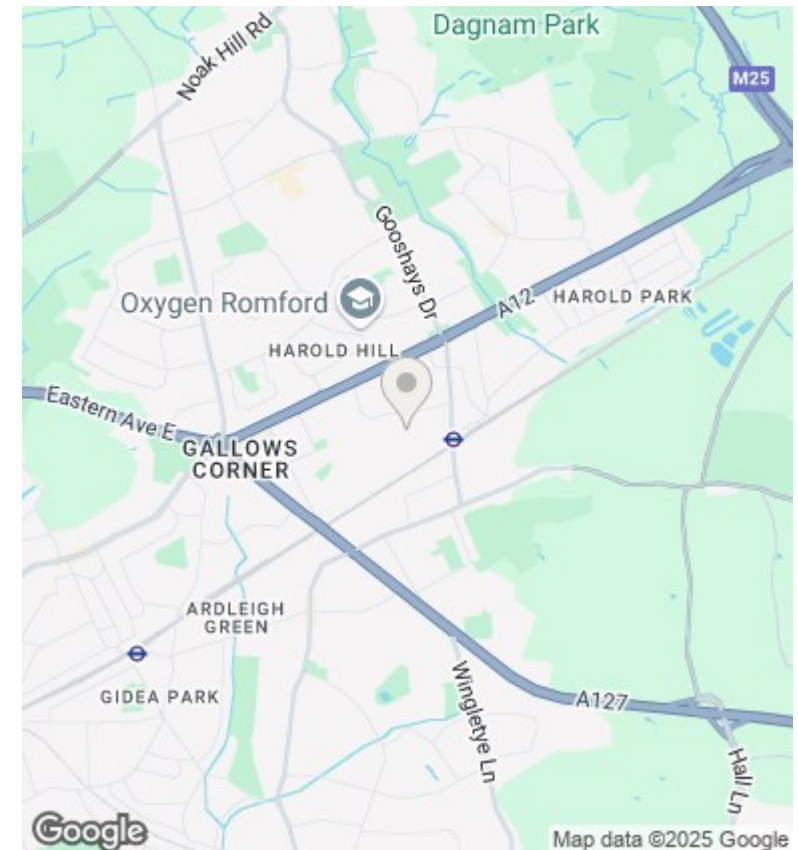 Dagnam Park
Noak Hill Rd
M25
Gooshays Dr
Oxygen Romford
A12
HAROLD PARK
HAROLD HILL
Eastern Ave E
GALLOWS
CORNER
ARDLEIGH
GREEN
GIDEA PARK
Wingletye Ln
A127
Hall Ln
Google
Map data ©2025 Google